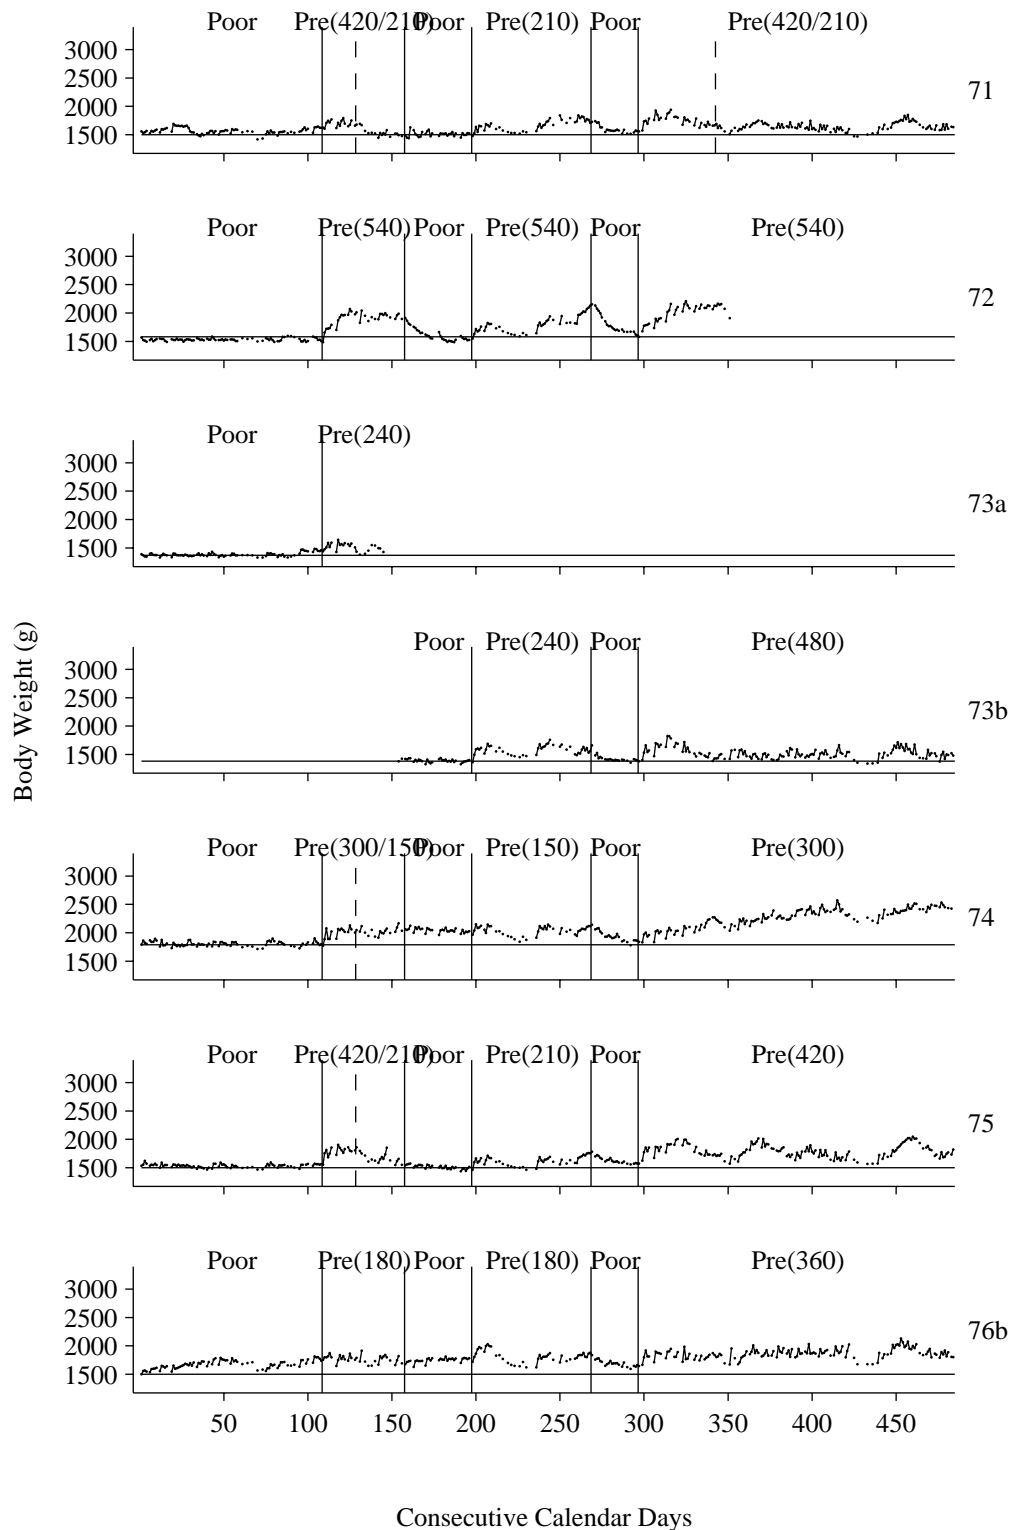 Poor Pre(420/210) Poor Pre(210) Poor Pre(420/210)
3000
2500
2000
1500
71
Poor Pre(540) Poor Pre(540) Poor Pre(540)
3000
2500
2000
1500
72
Poor Pre(240)
3000
2500
2000
1500
73a
Poor Pre(240) Poor Pre(480)
3000
2500
2000
1500
73b
Poor Pre(300/150) Poor Pre(150) Poor Pre(300)
3000
2500
2000
1500
74
Poor Pre(420/210) Poor Pre(210) Poor Pre(420)
3000
2500
2000
1500
75
Poor Pre(180) Poor Pre(180) Poor Pre(360)
3000
2500
2000
1500
76b
50 100 150 200 250 300 350 400 450
Body Weight (g)
Consecutive Calendar Days